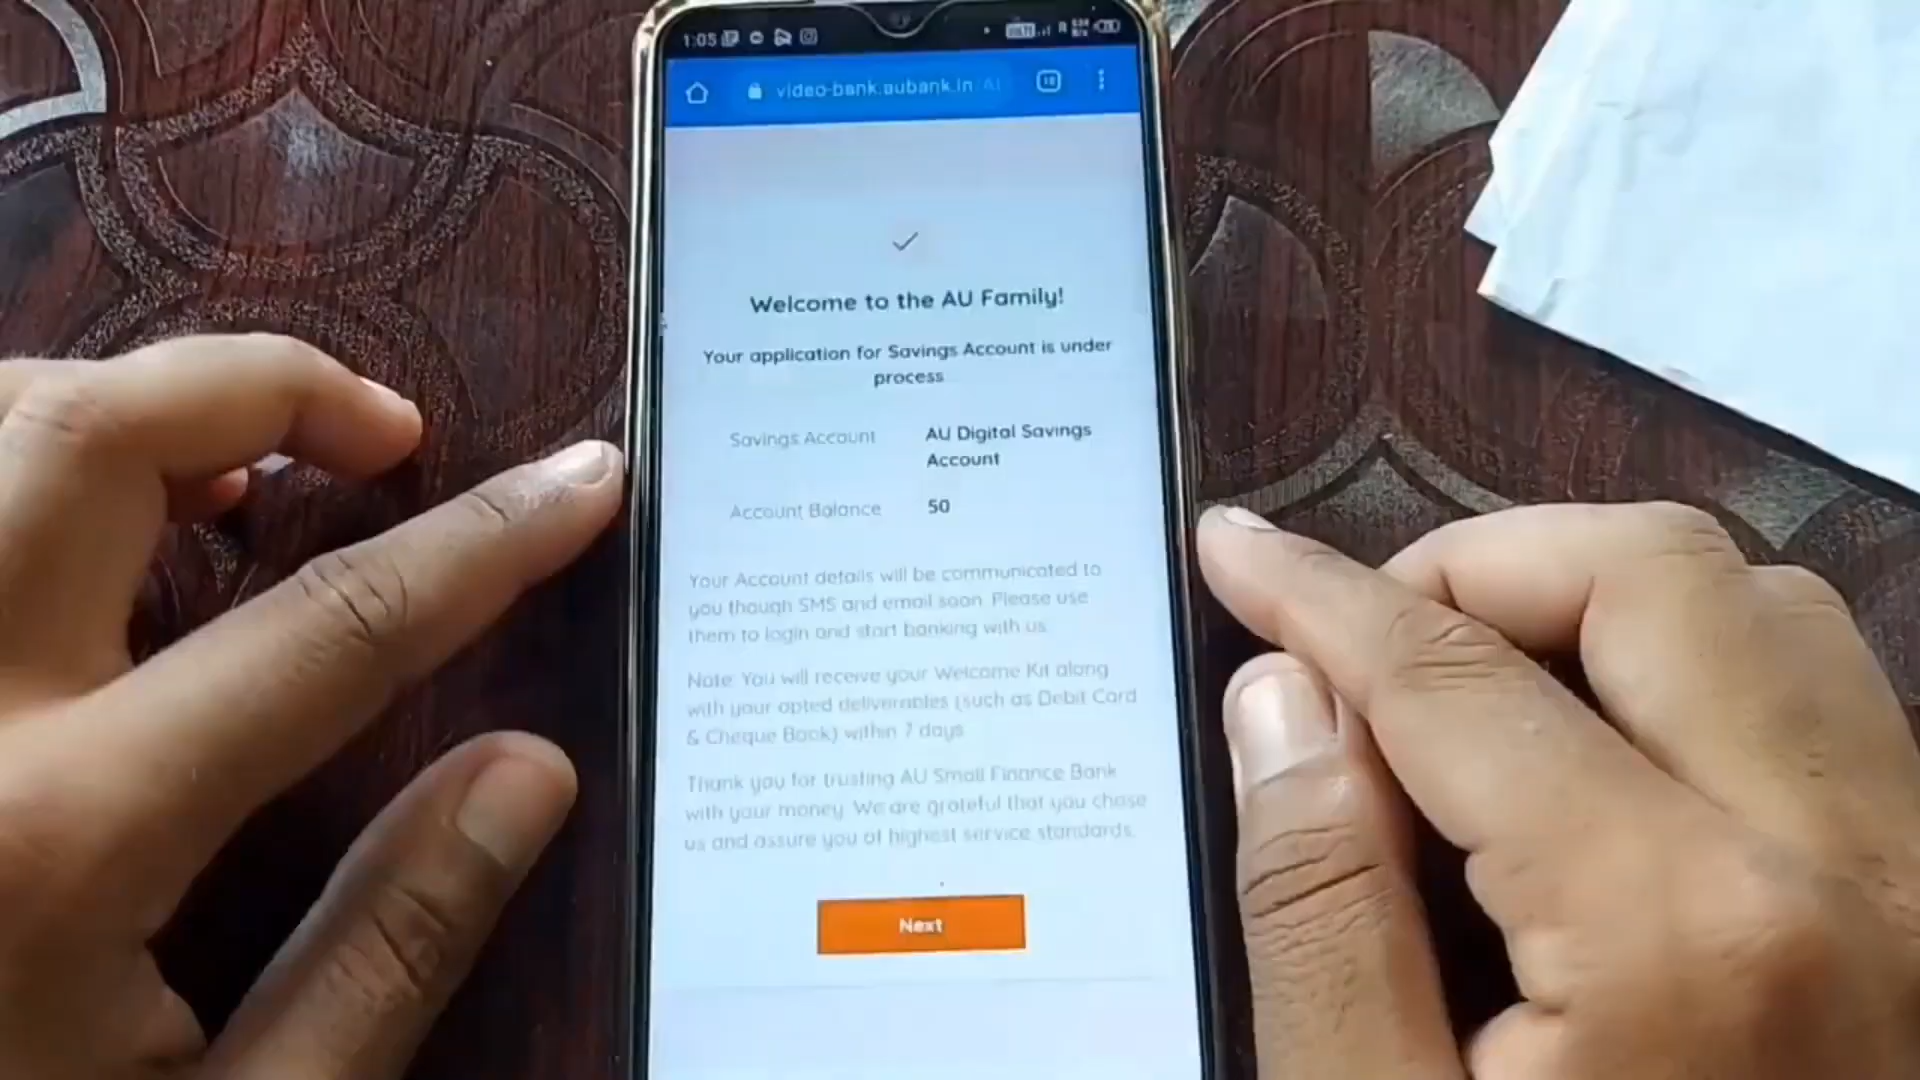 1:05
video-bank.aubank.in
18
Welcome to the AU Family!
Your application for Savings Account is under
process
Savings Account
AU Digital Savings
Account
Account Balance
50
Your Account details will be communicated to
you though SMS and email soon. Please use
them to login and start banking with us
Note: You will receive your Welcome Kit along
with your opted deliverables (such as Debit Card
& Cheque Book) within 7 days
Thank you for trusting AU Small Finance Bank
with your money. We are grateful that you chose
us and assure you of highest service standards.
Next